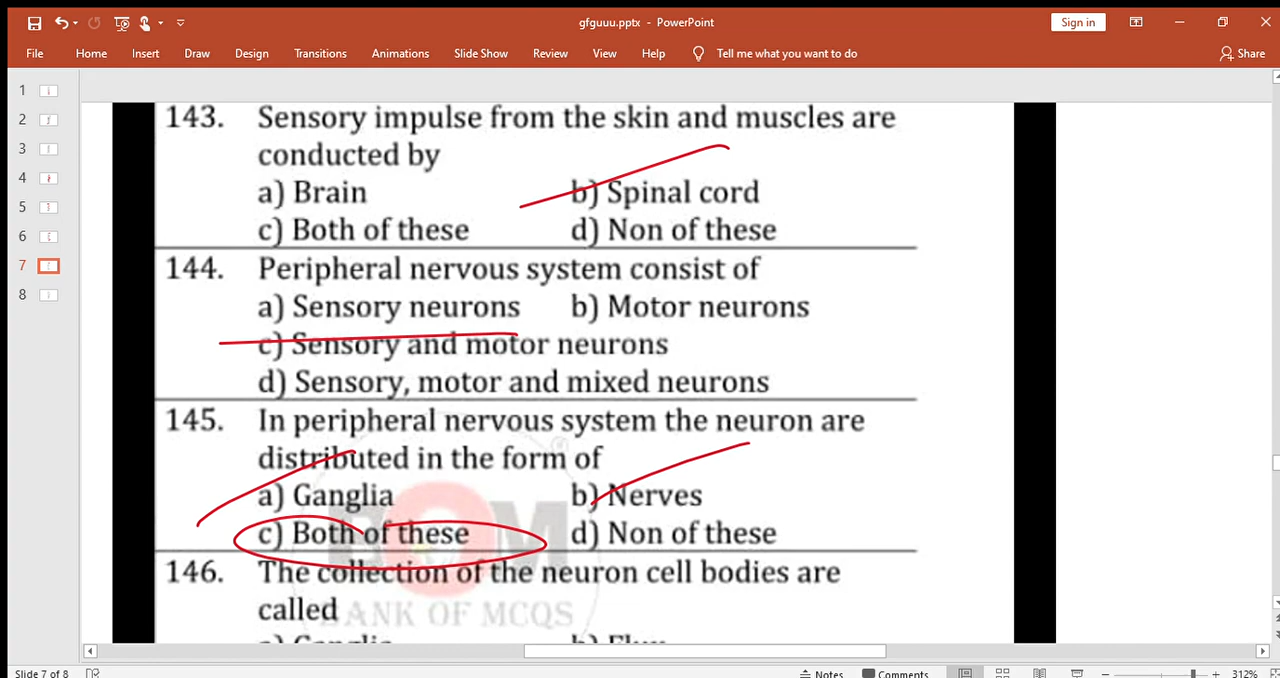 gfguuu.pptx - PowerPoint
Sign in
File Home Insert Draw Design Transitions Animations Slide Show Review View Help Tell me what you want to do Share
1
2
3
4
5
6
7
8
143. Sensory impulse from the skin and muscles are
conducted by
a) Brain b) Spinal cord
c) Both of these d) Non of these
144. Peripheral nervous system consist of
a) Sensory neurons b) Motor neurons
c) Sensory and motor neurons
d) Sensory, motor and mixed neurons
145. In peripheral nervous system the neuron are
distributed in the form of
a) Ganglia b) Nerves
c) Both of these d) Non of these
146. The collection of the neuron cell bodies are
called
BANK OF MCQS
Slide 7 of 8 Notes Comments 312%